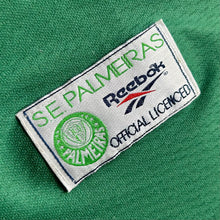 S E PALMEIRAS
Reebok
OFFICIAL LICENCED
PALMEIRAS